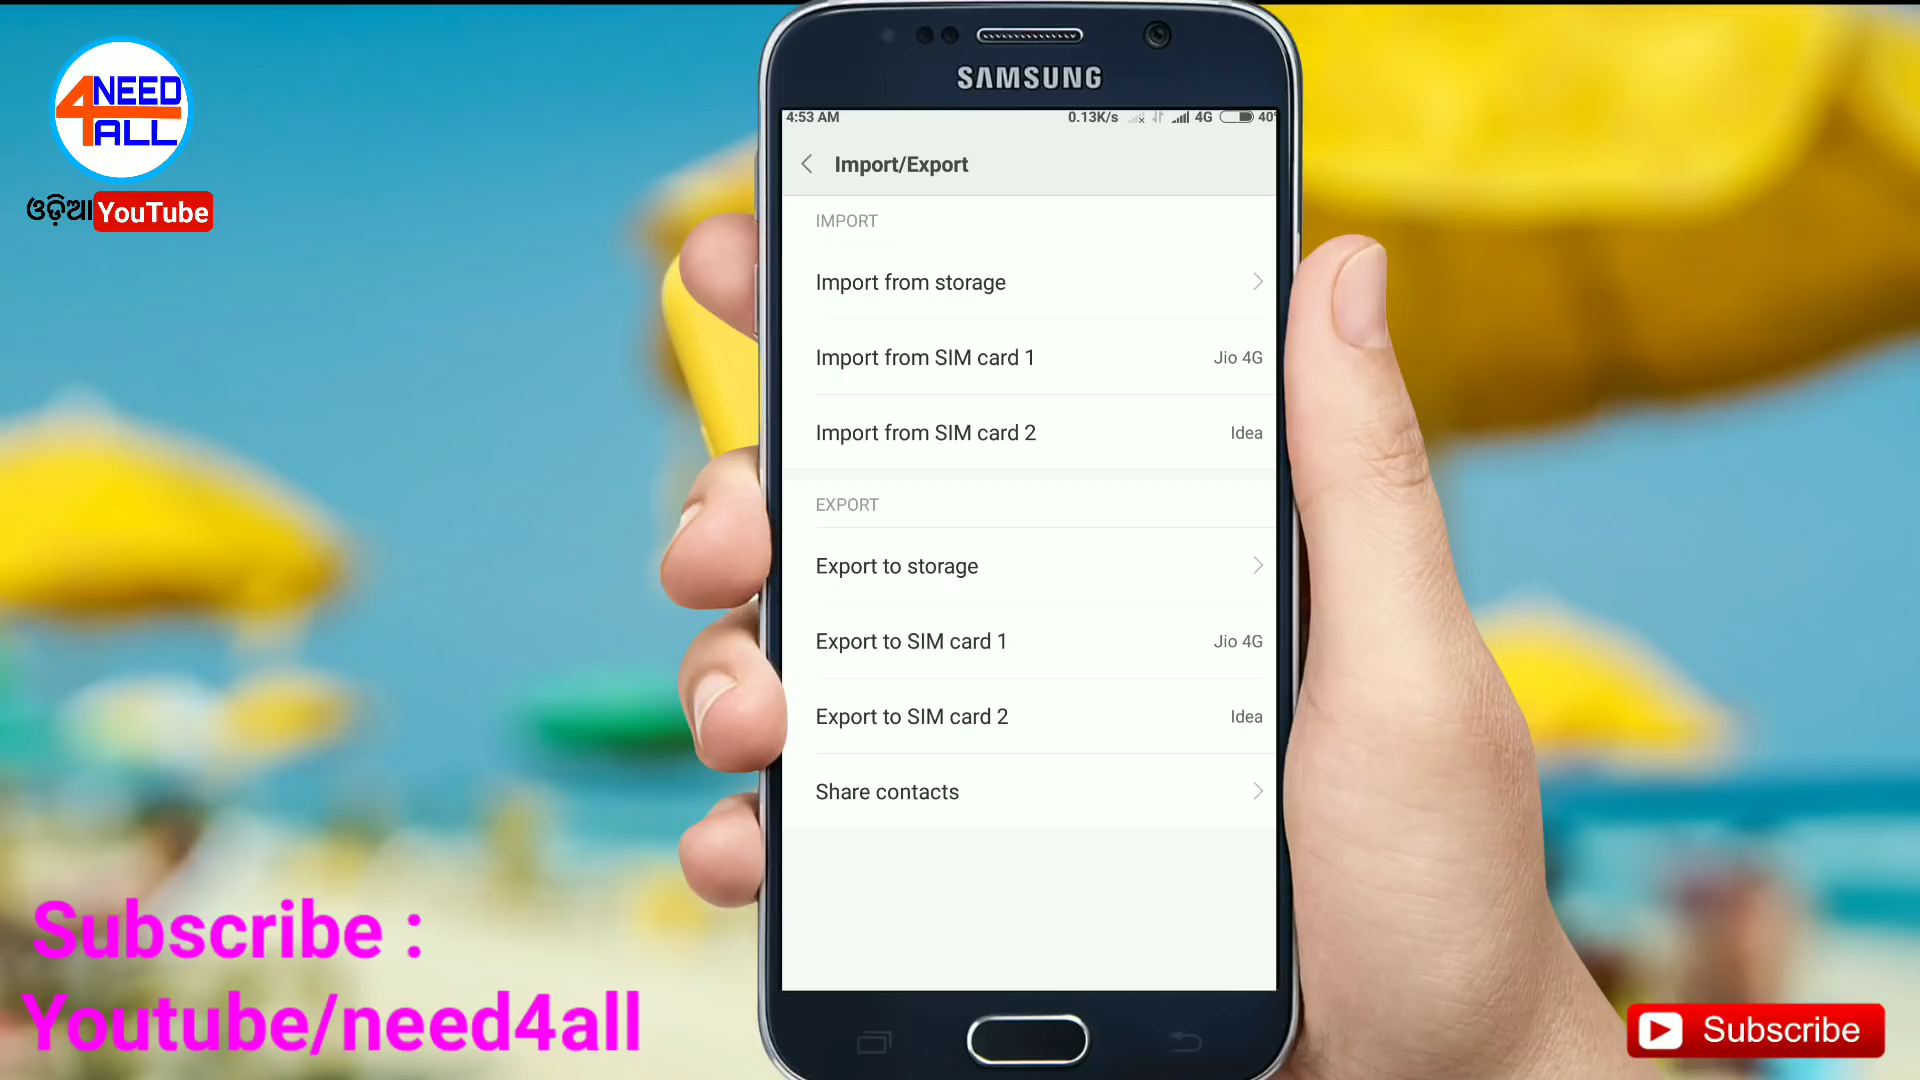 4
NEED
ALL
ଓଡ଼ିଆ YouTube
SAMSUNG
4:53 AM 0.13K/s 4G 40%
Import/Export
IMPORT
Import from storage
Import from SIM card 1 Jio 4G
Import from SIM card 2 Idea
EXPORT
Export to storage
Export to SIM card 1 Jio 4G
Export to SIM card 2 Idea
Share contacts
Subscribe :
Youtube/need4all
Subscribe